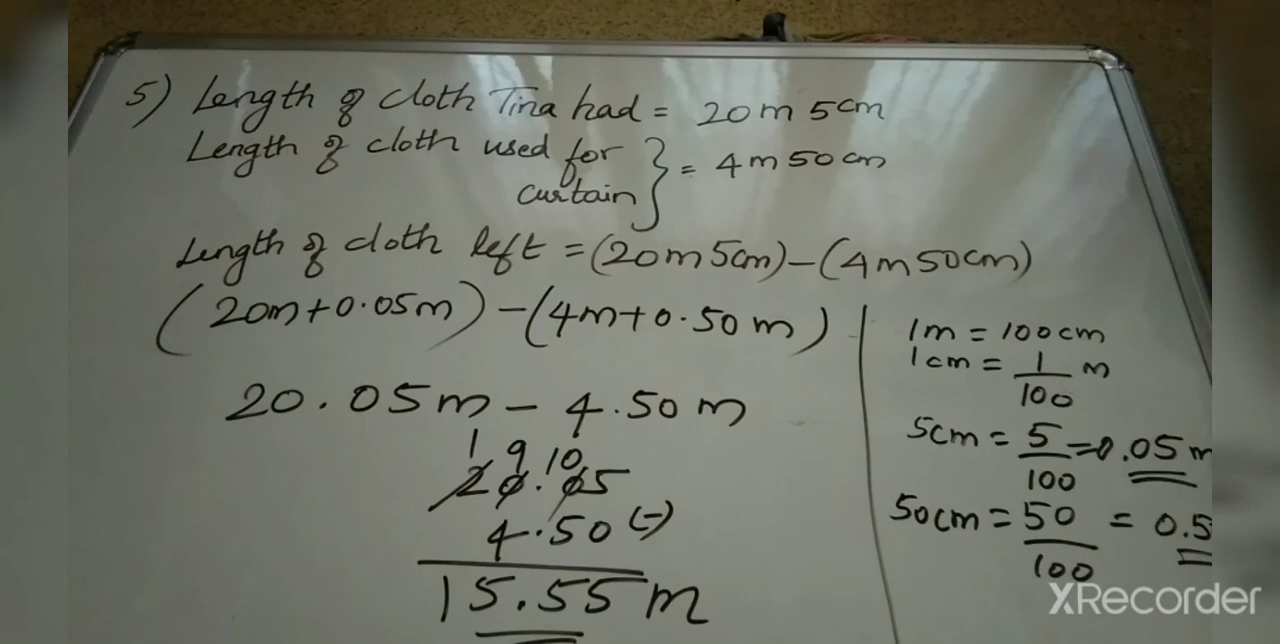 5) Length of cloth Tina had = 20m 5cm
Length of cloth used for
curtain } = 4m 50cm
Length of cloth left = (20m 5cm) - (4m 50cm)
(20m + 0.05m) - (4m + 0.50m)
20.05m - 4.50m
1 9 10
20.05
4.50 (-)
15.55 m
1m = 100cm
1cm = 1/100 m
5cm = 5/100 = 0.05 m
50cm = 50/100 = 0.5
XRecorder